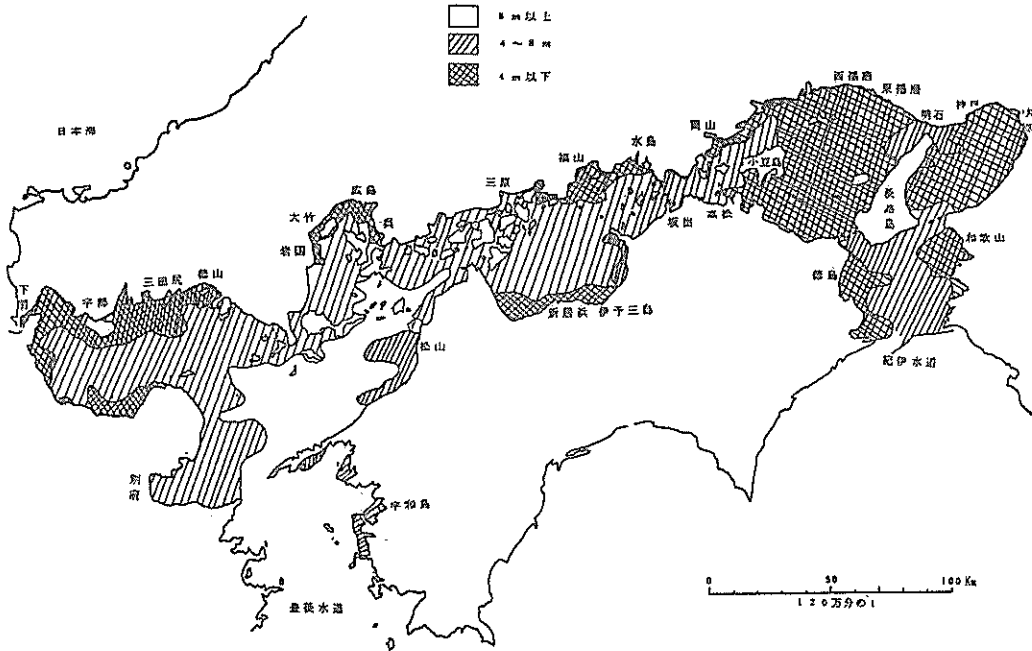 8 m以上
4～8m
4 m以下
日本海
西播磨
東播磨
明石
神戸
岡山
水島
福山
小豆島
三原
広島
大竹
呉
坂出
高松
淡路島
岩国
和歌山
徳島
徳山
三田尻
宇部
下関
新居浜
伊予三島
松山
紀伊水道
別府
宇和島
豊後水道
0 50 100 Km
120万分の1